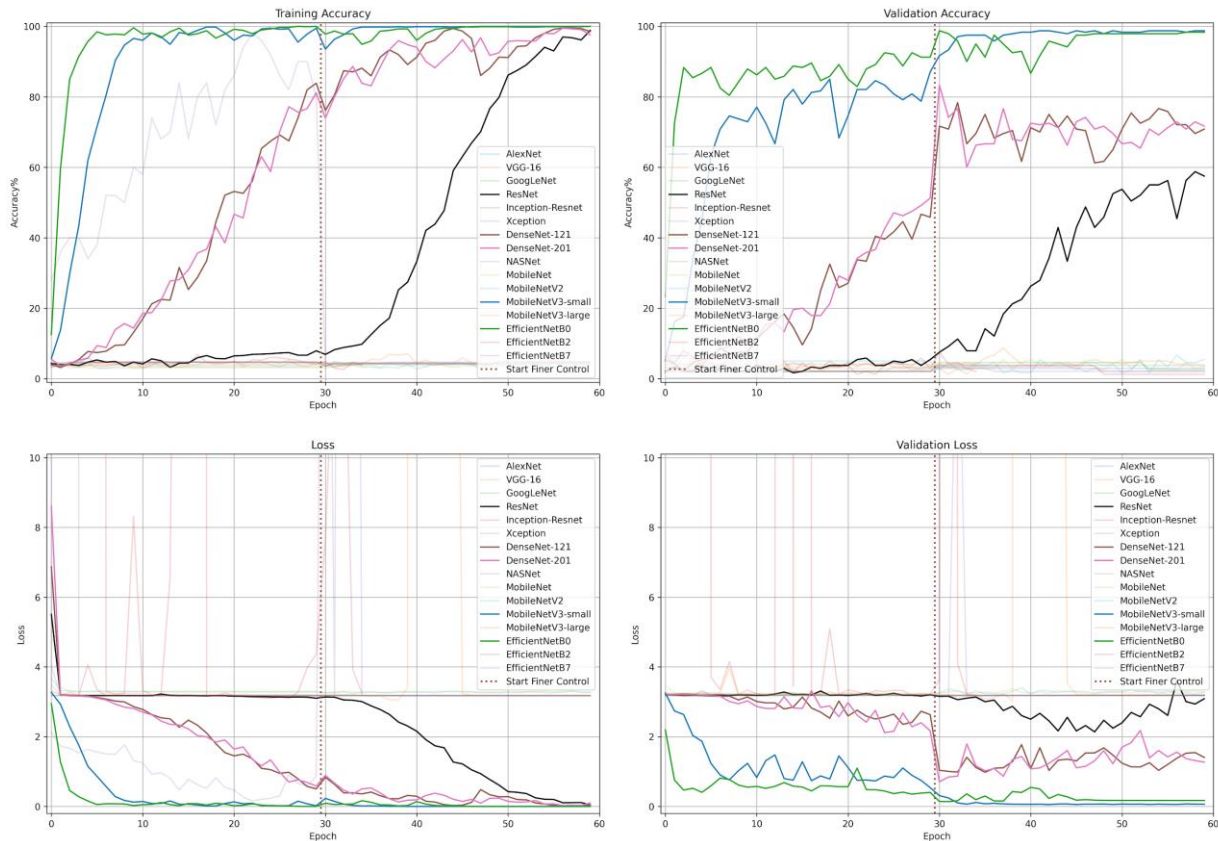 Training Accuracy
100
80
60
40
20
0
Accuracy%
0
10
20
30
40
50
60
Epoch
AlexNet
VGG-16
GoogLeNet
ResNet
Inception-Resnet
Xception
DenseNet-121
DenseNet-201
NASNet
MobileNet
MobileNetV2
MobileNetV3-small
MobileNetV3-large
EfficientNetB0
EfficientNetB2
EfficientNetB7
Start Finer Control
Validation Accuracy
100
80
60
40
20
0
Accuracy%
0
10
20
30
40
50
60
Epoch
AlexNet
VGG-16
GoogLeNet
ResNet
Inception-Resnet
Xception
DenseNet-121
DenseNet-201
NASNet
MobileNet
MobileNetV2
MobileNetV3-small
MobileNetV3-large
EfficientNetB0
EfficientNetB2
EfficientNetB7
Start Finer Control
Loss
10
8
6
4
2
0
Loss
0
10
20
30
40
50
60
Epoch
AlexNet
VGG-16
GoogLeNet
ResNet
Inception-Resnet
Xception
DenseNet-121
DenseNet-201
NASNet
MobileNet
MobileNetV2
MobileNetV3-small
MobileNetV3-large
EfficientNetB0
EfficientNetB2
EfficientNetB7
Start Finer Control
Validation Loss
10
8
6
4
2
0
Loss
0
10
20
30
40
50
60
Epoch
AlexNet
VGG-16
GoogLeNet
ResNet
Inception-Resnet
Xception
DenseNet-121
DenseNet-201
NASNet
MobileNet
MobileNetV2
MobileNetV3-small
MobileNetV3-large
EfficientNetB0
EfficientNetB2
EfficientNetB7
Start Finer Control